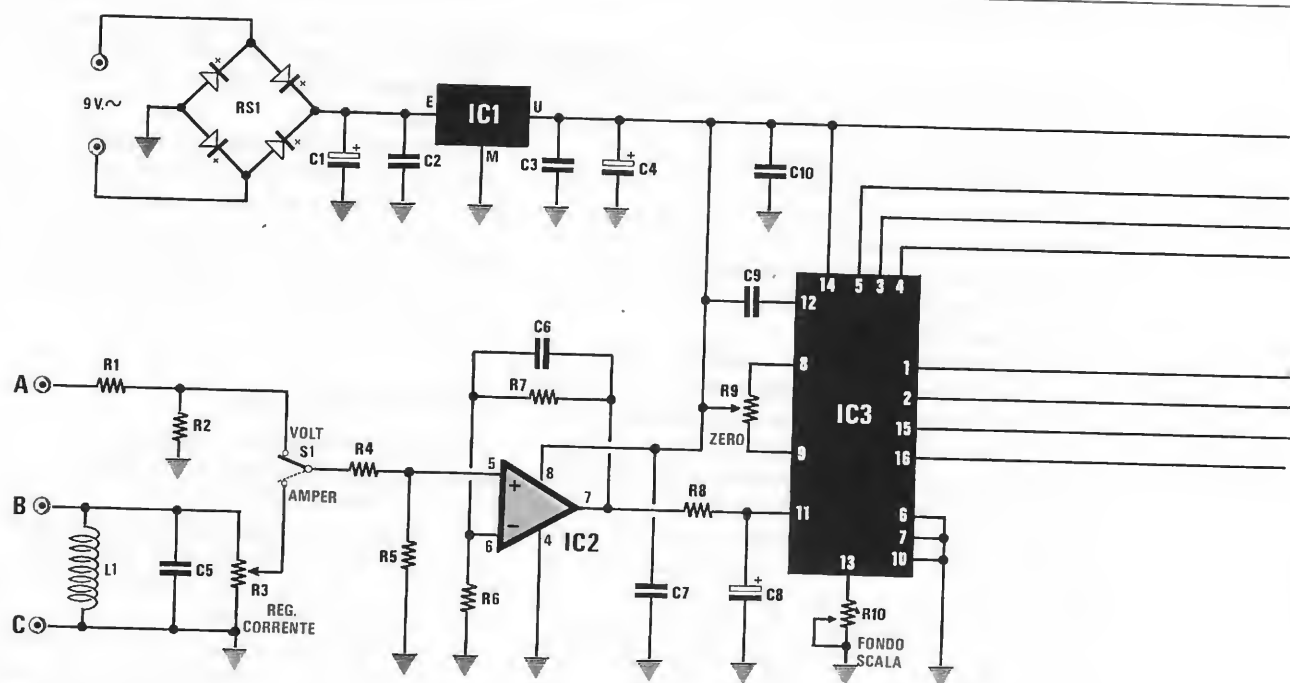 9V.~
RS1
C1
+
C2
E
IC1
U
M
C3
+
C4
C10
14
5
3
4
C9
12
C6
R7
R9
ZERO
8
9
IC3
1
2
15
16
A
R1
R2
VOLT
S1
AMPER
R4
5
+
8
7
6
−
4
IC2
R8
11
6
7
10
B
L1
C5
R3
REG.
CORRENTE
C
R5
R6
C7
+
C8
13
R10
FONDO
SCALA